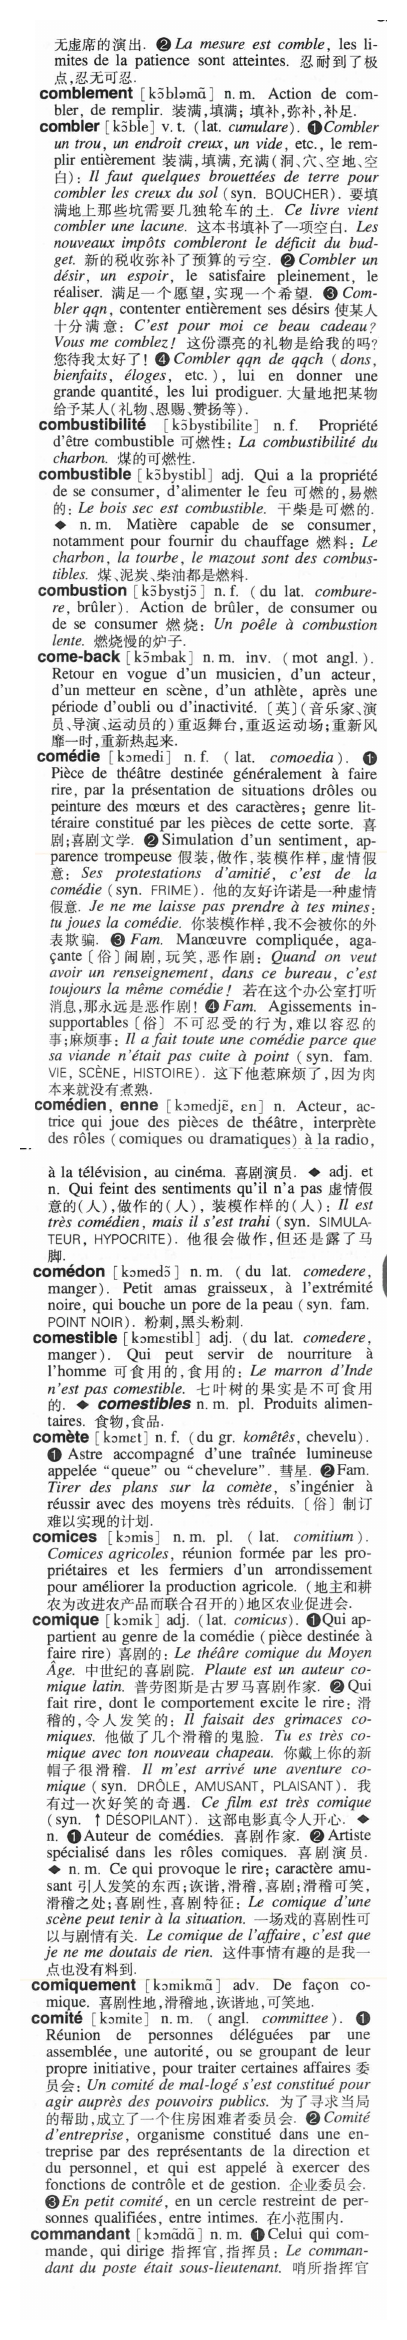 无虚席的演出. ❷ La mesure est comble, les li-
mites de la patience sont atteintes. 忍耐到了极
点,忍无可忍.
comblement [kɔ̃bləmɑ̃] n. m. Action de com-
bler, de remplir. 装满,填满; 填补,弥补,补足.
combler [kɔ̃ble] v. t. (lat. cumulare). ❶Combler
un trou, un endroit creux, un vide, etc., le rem-
plir entièrement 装满,填满,充满(洞、穴、空地、空
白): Il faut quelques brouettées de terre pour
combler les creux du sol (syn. BOUCHER). 要填
满地上那些坑需要几独轮车的土. Ce livre vient
combler une lacune. 这本书填补了一项空白. Les
nouveaux impôts combleront le déficit du bud-
get. 新的税收弥补了预算的亏空. ❷ Combler un
désir, un espoir, le satisfaire pleinement, le
réaliser. 满足一个愿望,实现一个希望. ❸ Com-
bler qqn, contenter entièrement ses désirs 使某人
十分满意: C'est pour moi ce beau cadeau?
Vous me comblez! 这份漂亮的礼物是给我的吗?
您待我太好了! ❹ Combler qqn de qqch (dons,
bienfaits, éloges, etc.), lui en donner une
grande quantité, les lui prodiguer. 大量地把某物
给予某人(礼物、恩赐、赞扬等).
combustibilité [kɔ̃bystibilite] n. f. Propriété
d'être combustible 可燃性: La combustibilité du
charbon. 煤的可燃性.
combustible [kɔ̃bystibl] adj. Qui a la propriété
de se consumer, d'alimenter le feu 可燃的,易燃
的: Le bois sec est combustible. 干柴是可燃的.
◆ n. m. Matière capable de se consumer,
notamment pour fournir du chauffage 燃料: Le
charbon, la tourbe, le mazout sont des combus-
tibles. 煤、泥炭、柴油都是燃料.
combustion [kɔ̃bystjɔ̃] n. f. (du lat. combure-
re, brûler). Action de brûler, de consumer ou
de se consumer 燃烧: Un poêle à combustion
lente. 燃烧慢的炉子.
come-back [kɔmbak] n. m. inv. (mot angl.).
Retour en vogue d'un musicien, d'un acteur,
d'un metteur en scène, d'un athlète, après une
période d'oubli ou d'inactivité. 〔英〕(音乐家、演
员、导演、运动员的)重返舞台,重返运动场;重新风
靡一时,重新热起来.
comédie [kɔmedi] n. f. (lat. comoedia). ❶
Pièce de théâtre destinée généralement à faire
rire, par la présentation de situations drôles ou
peinture des mœurs et des caractères; genre lit-
téraire constitué par les pièces de cette sorte. 喜
剧;喜剧文学. ❷Simulation d'un sentiment, ap-
parence trompeuse 假装,做作,装模作样,虚情假
意: Ses protestations d'amitié, c'est de la
comédie (syn. FRIME). 他的友好许诺是一种虚情
假意. Je ne me laisse pas prendre à tes mines:
tu joues la comédie. 你装模作样,我不会被你的外
表欺骗. ❸ Fam. Manœuvre compliquée, aga-
çante〔俗〕闹剧,玩笑,恶作剧: Quand on veut
avoir un renseignement, dans ce bureau, c'est
toujours la même comédie! 若在这个办公室打听
消息,那永远是恶作剧! ❹ Fam. Agissements in-
supportables〔俗〕不可忍受的行为,难以容忍的
事;麻烦事: Il a fait toute une comédie parce que
sa viande n'était pas cuite à point (syn. fam.
VIE, SCÈNE, HISTOIRE). 这下他惹麻烦了,因为肉
本来就没有煮熟.
comédien, enne [kɔmedjɛ̃, ɛn] n. Acteur, ac-
trice qui joue des pièces de théâtre, interprète
des rôles (comiques ou dramatiques) à la radio,
à la télévision, au cinéma. 喜剧演员. ◆ adj. et
n. Qui feint des sentiments qu'il n'a pas 虚情假
意的(人),做作的(人), 装模作样的(人): Il est
très comédien, mais il s'est trahi (syn. SIMULA-
TEUR, HYPOCRITE). 他很会做作,但还是露了马
脚.
comédon [kɔmedɔ̃] n. m. (du lat. comedere,
manger). Petit amas graisseux, à l'extrémité
noire, qui bouche un pore de la peau (syn. fam.
POINT NOIR). 粉刺,黑头粉刺.
comestible [kɔmɛstibl] adj. (du lat. comedere,
manger). Qui peut servir de nourriture à
l'homme 可食用的,食用的: Le marron d'Inde
n'est pas comestible. 七叶树的果实是不可食用
的. ◆ comestibles n. m. pl. Produits alimen-
taires. 食物,食品.
comète [kɔmɛt] n. f. (du gr. komêtês, chevelu).
❶ Astre accompagné d'une traînée lumineuse
appelée “queue” ou “chevelure”. 彗星. ❷Fam.
Tirer des plans sur la comète, s'ingénier à
réussir avec des moyens très réduits. 〔俗〕制订
难以实现的计划.
comices [kɔmis] n. m. pl. (lat. comitium).
Comices agricoles, réunion formée par les pro-
priétaires et les fermiers d'un arrondissement
pour améliorer la production agricole. (地主和耕
农为改进农产品而联合召开的)地区农业促进会.
comique [kɔmik] adj. (lat. comicus). ❶Qui ap-
partient au genre de la comédie (pièce destinée à
faire rire) 喜剧的: Le théâre comique du Moyen
Âge. 中世纪的喜剧院. Plaute est un auteur co-
mique latin. 普劳图斯是古罗马喜剧作家. ❷ Qui
fait rire, dont le comportement excite le rire: 滑
稽的,令人发笑的: Il faisait des grimaces co-
miques. 他做了几个滑稽的鬼脸. Tu es très co-
mique avec ton nouveau chapeau. 你戴上你的新
帽子很滑稽. Il m'est arrivé une aventure co-
mique (syn. DRÔLE, AMUSANT, PLAISANT). 我
有过一次好笑的奇遇. Ce film est très comique
(syn. ↑ DÉSOPILANT). 这部电影真令人开心. ◆
n. ❶Auteur de comédies. 喜剧作家. ❷ Artiste
spécialisé dans les rôles comiques. 喜剧演员.
◆ n. m. Ce qui provoque le rire; caractère amu-
sant 引人发笑的东西;诙谐,滑稽,喜剧;滑稽可笑,
滑稽之处;喜剧性,喜剧特征: Le comique d'une
scène peut tenir à la situation. 一场戏的喜剧性可
以与剧情有关. Le comique de l'affaire, c'est que
je ne me doutais de rien. 这件事情有趣的是我一
点也没有料到.
comiquement [kɔmikmɑ̃] adv. De façon co-
mique. 喜剧性地,滑稽地,诙谐地,可笑地.
comité [kɔmite] n. m. (angl. committee). ❶
Réunion de personnes déléguées par une
assemblée, une autorité, ou se groupant de leur
propre initiative, pour traiter certaines affaires 委
员会: Un comité de mal-logé s'est constitué pour
agir auprès des pouvoirs publics. 为了寻求当局
的帮助,成立了一个住房困难者委员会. ❷ Comité
d'entreprise, organisme constitué dans une en-
treprise par des représentants de la direction et
du personnel, et qui est appelé à exercer des
fonctions de contrôle et de gestion. 企业委员会.
❸En petit comité, en un cercle restreint de per-
sonnes qualifiées, entre intimes. 在小范围内.
commandant [kɔmɑ̃dɑ̃] n. m. ❶Celui qui com-
mande, qui dirige 指挥官,指挥员: Le comman-
dant du poste était sous-lieutenant. 哨所指挥官